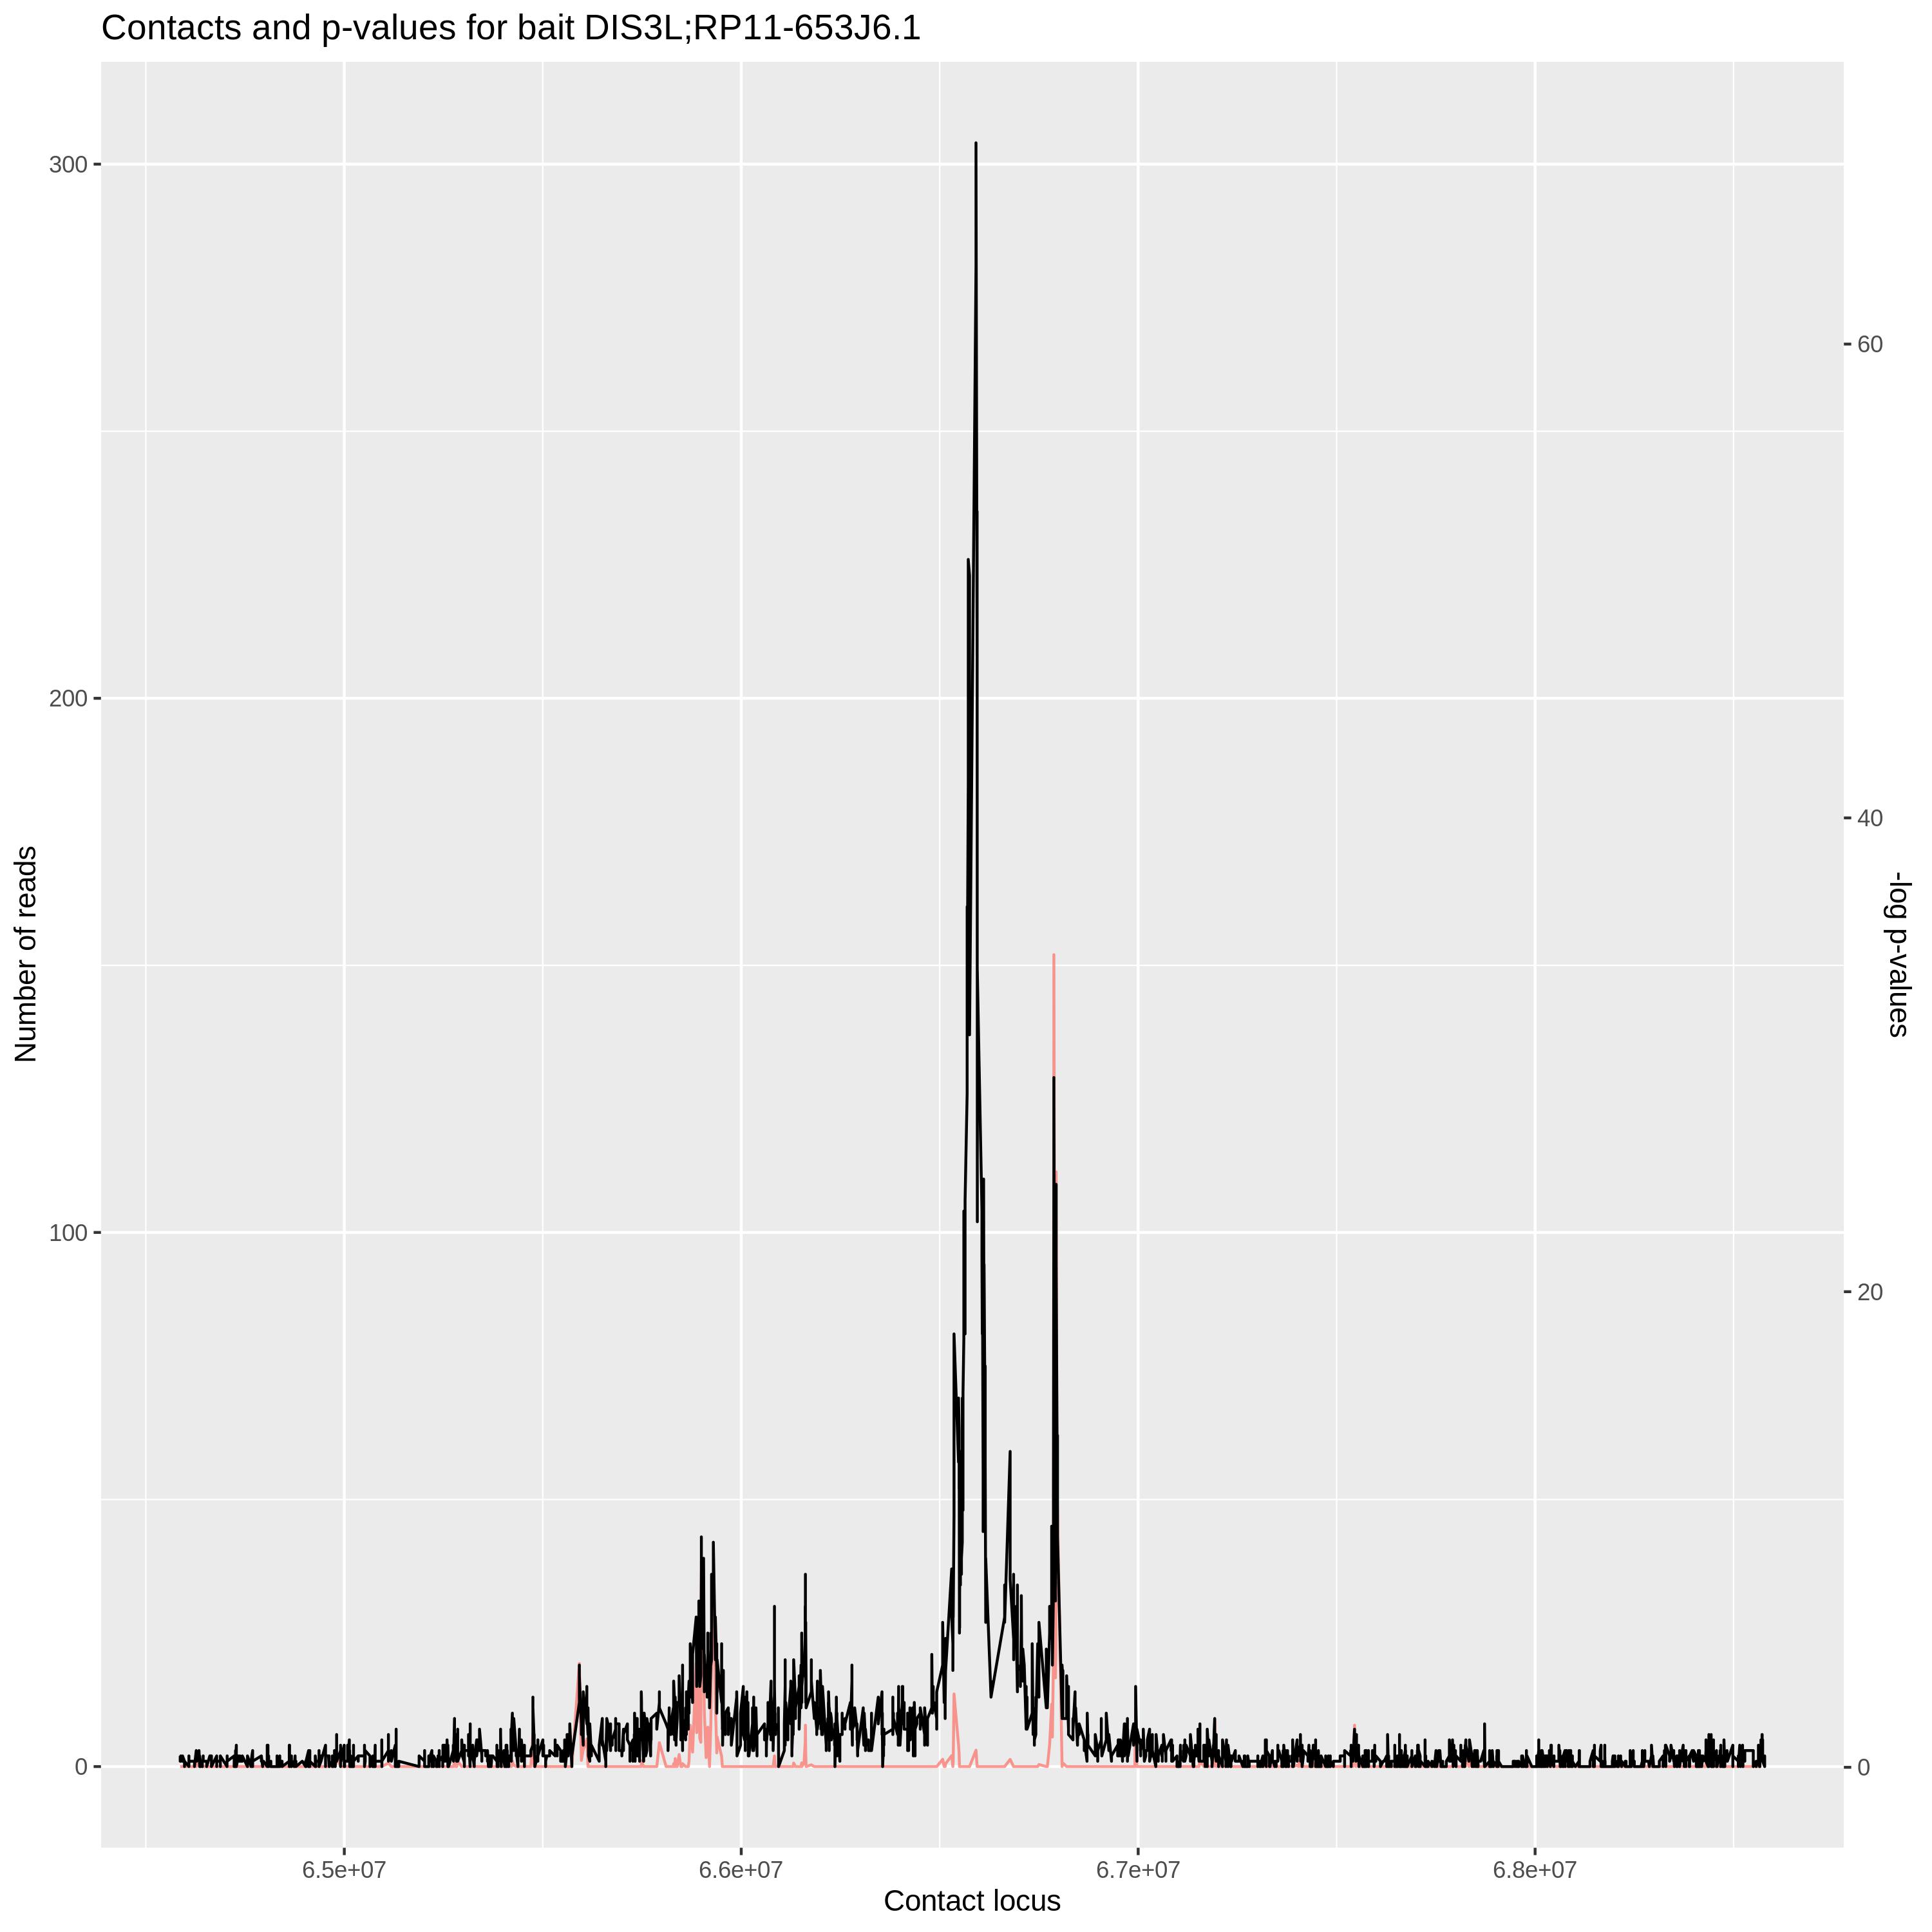 Contacts and p-values for bait DIS3L;RP11-653J6.1
300
200
100
0
Number of reads
60
40
20
0
-log p-values
6.5e+07
6.6e+07
6.7e+07
6.8e+07
Contact locus